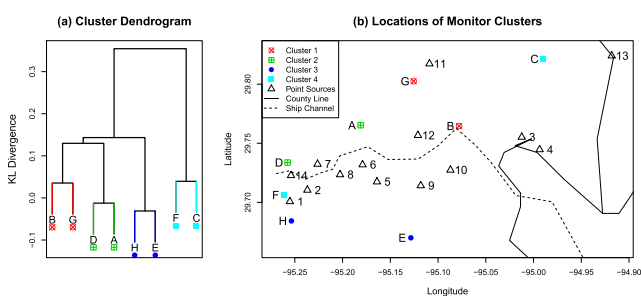 (a) Cluster Dendrogram
KL Divergence
0.3
0.2
0.1
0.0
−0.1
B
G
D
A
H
E
F
C
(b) Locations of Monitor Clusters
Cluster 1
Cluster 2
Cluster 3
Cluster 4
Point Sources
County Line
Ship Channel
Latitude
29.80
29.75
29.70
11
C
13
G
A
B
12
3
4
D
7
6
14
8
10
5
9
2
F
1
H
E
−95.25
−95.20
−95.15
−95.10
−95.05
−95.00
−94.95
−94.90
Longitude